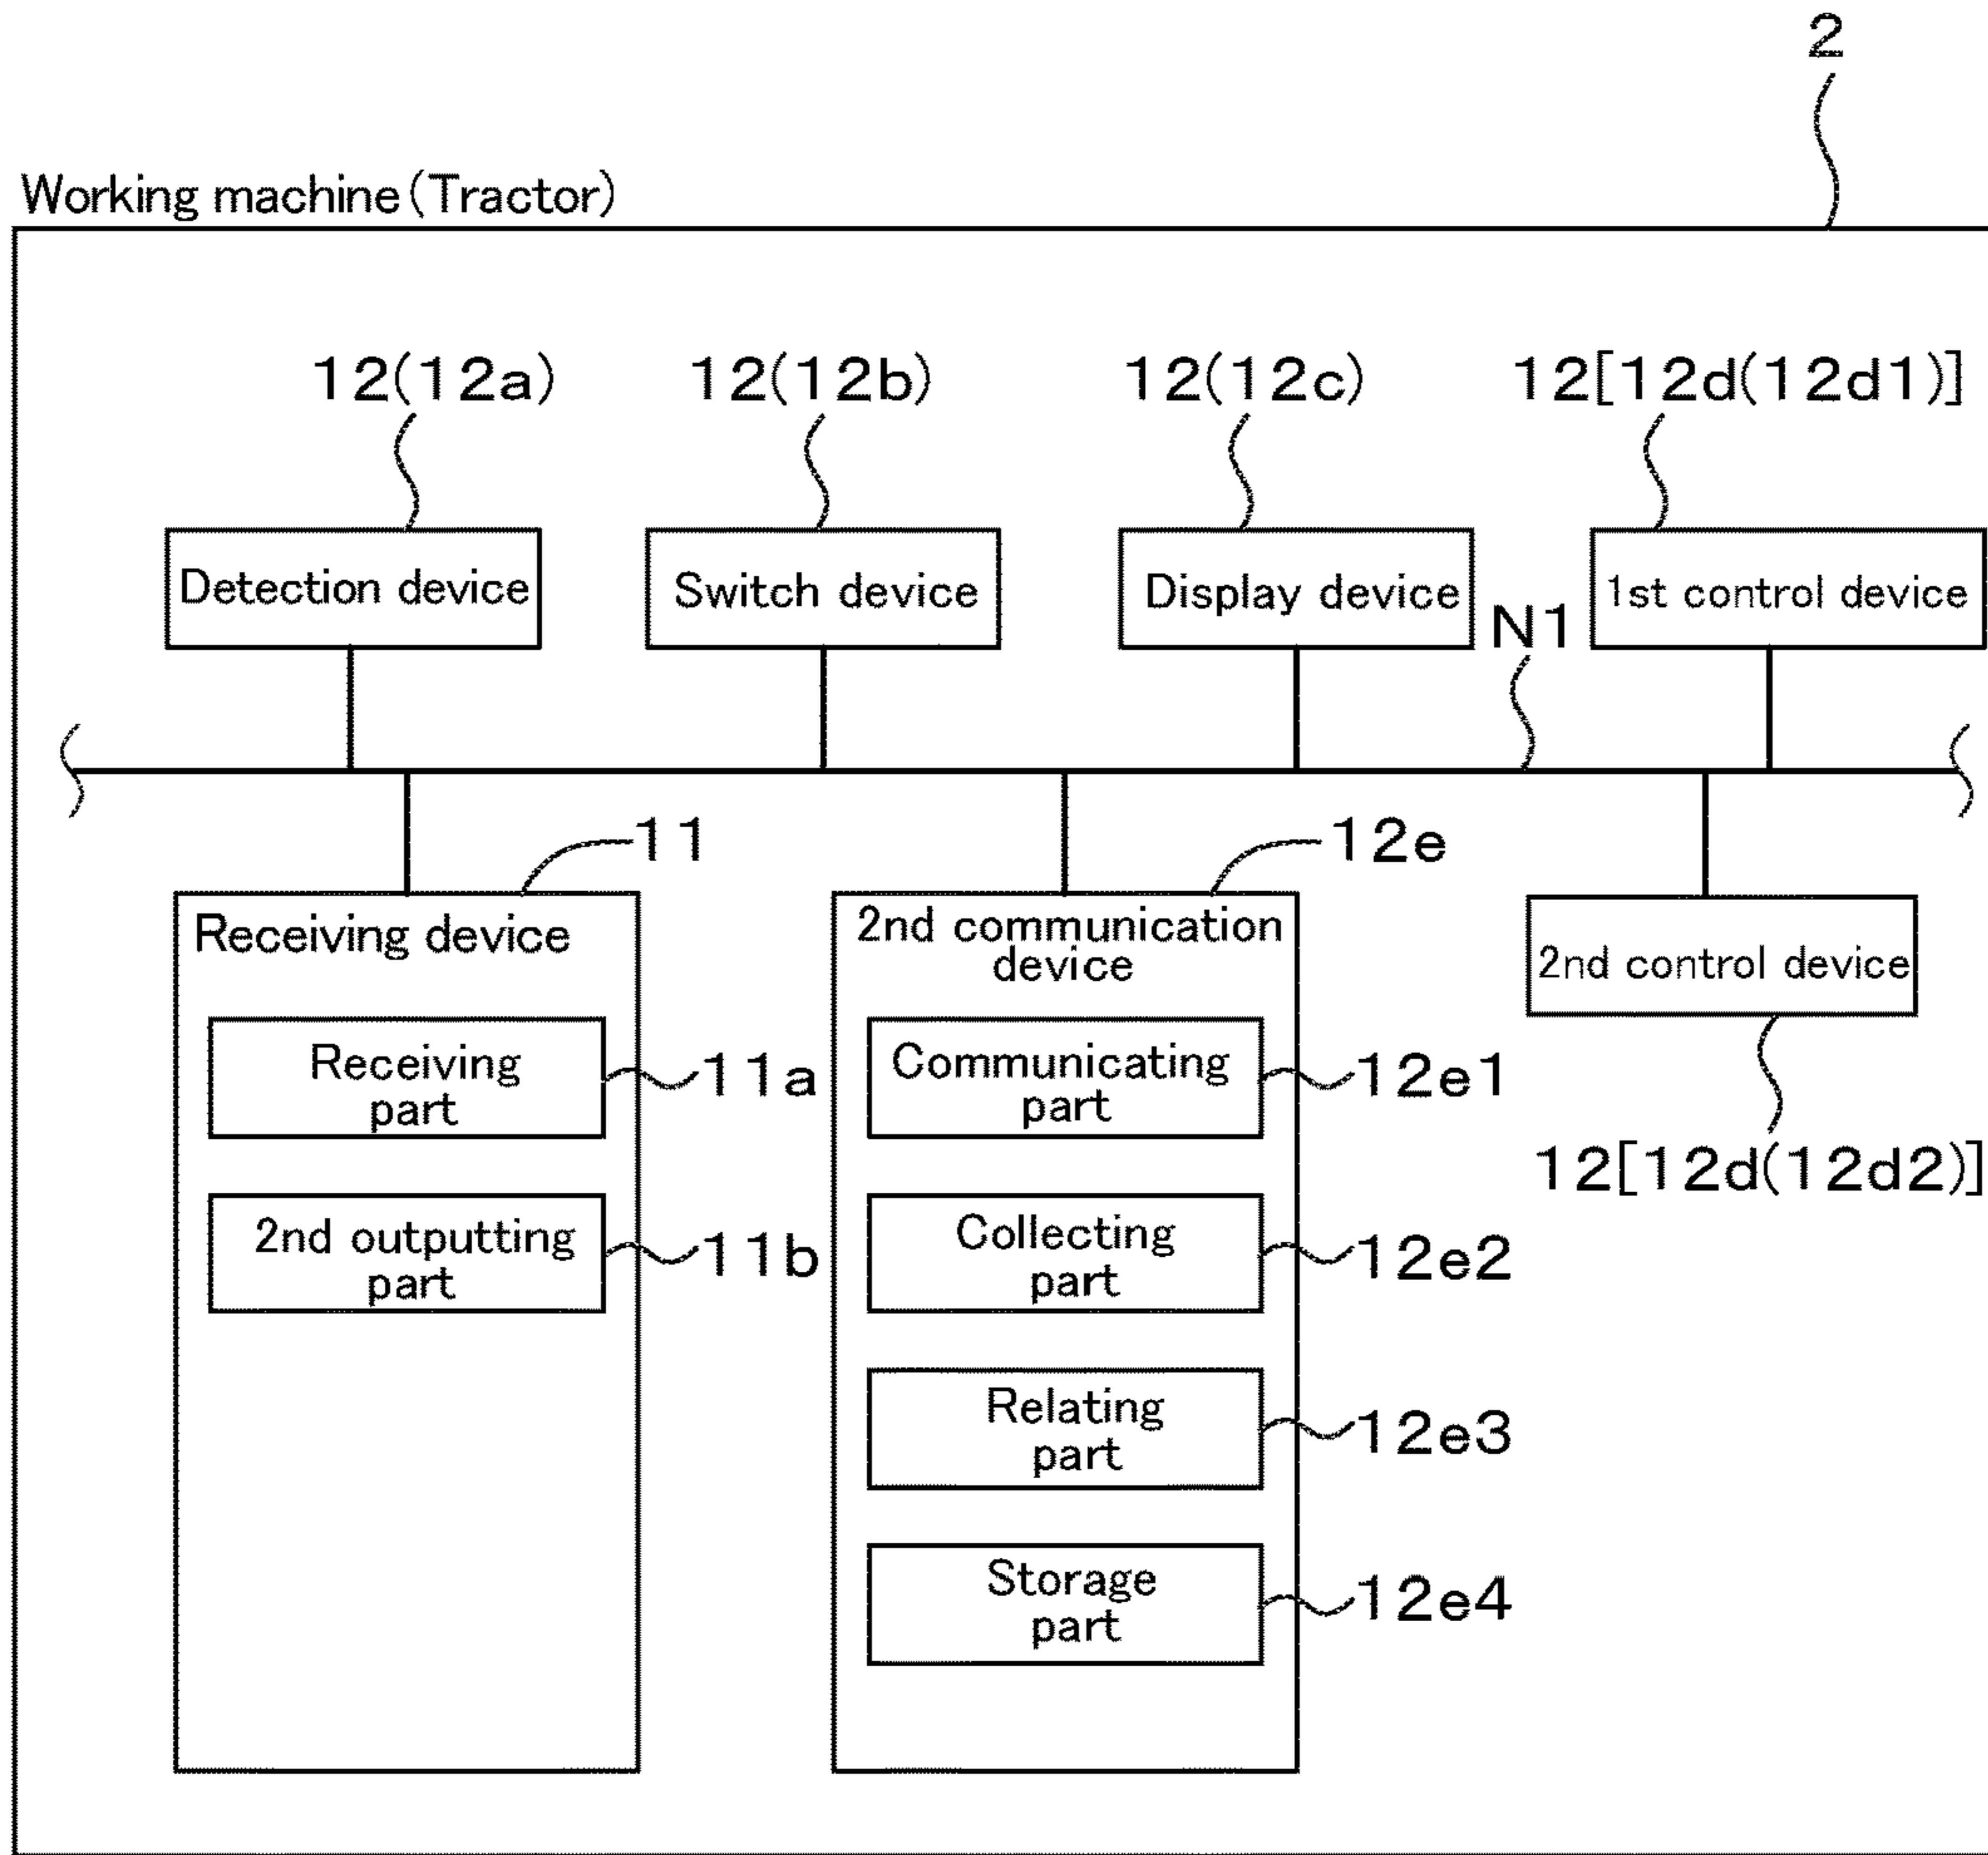 2
Working machine(Tractor)
12(12a)
12(12b)
12(12c)
12[12d(12d1)]
Detection device
Switch device
Display device
1st control device
N1
11
12e
Receiving device
2nd communication
device
2nd control device
Receiving
part
11a
Communicating
part
12e1
12[12d(12d2)]
2nd outputting
part
11b
Collecting
part
12e2
Relating
part
12e3
Storage
part
12e4